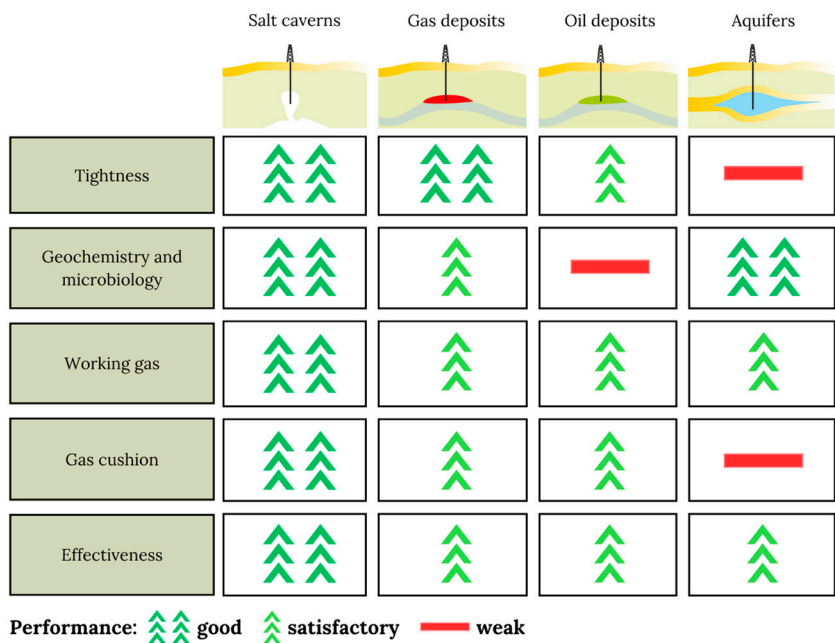 Salt caverns Gas deposits Oil deposits Aquifers
Tightness
Geochemistry and
microbiology
Working gas
Gas cushion
Effectiveness
Performance: good satisfactory weak